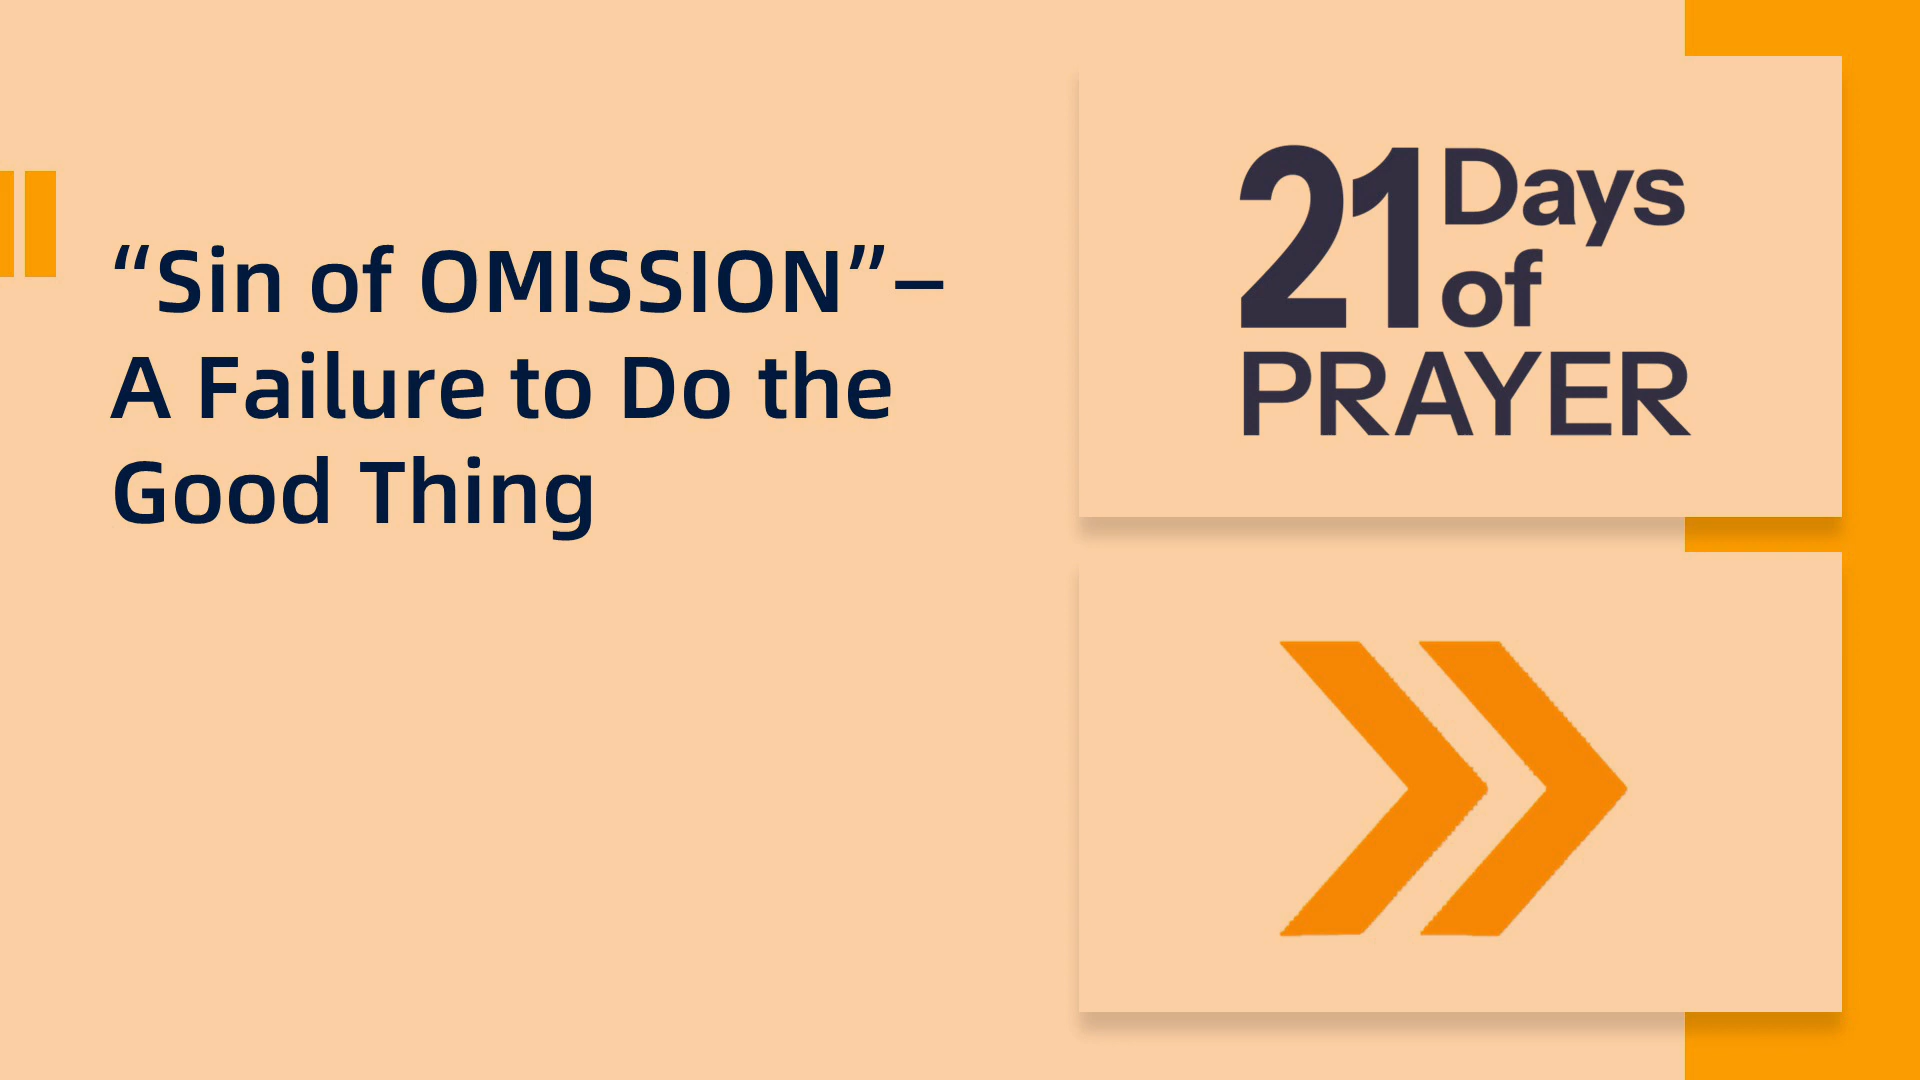 “Sin of OMISSION”–
A Failure to Do the
Good Thing
21 Days
of
PRAYER